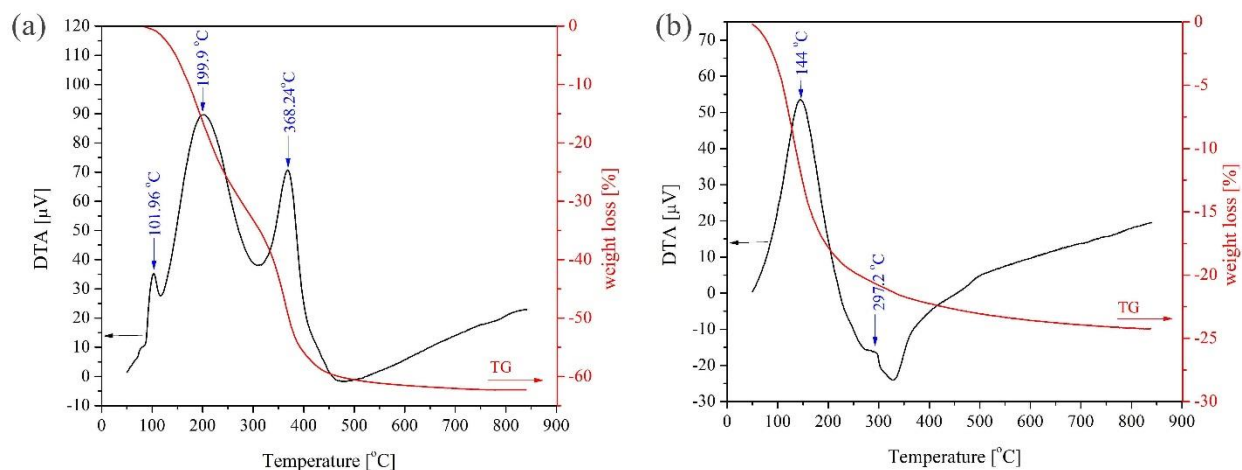 (a)
DTA [µV]
120
110
100
90
80
70
60
50
40
30
20
10
0
-10
101.96 °C
199.9 °C
368.24°C
TG
0
-10
-20
-30
-40
-50
-60
weight loss [%]
0 100 200 300 400 500 600 700 800 900
Temperature [°C]
(b)
DTA [µV]
70
60
50
40
30
20
10
0
-10
-20
-30
144 °C
297.2 °C
TG
0
-5
-10
-15
-20
-25
-30
weight loss [%]
0 100 200 300 400 500 600 700 800 900
Temperature [°C]